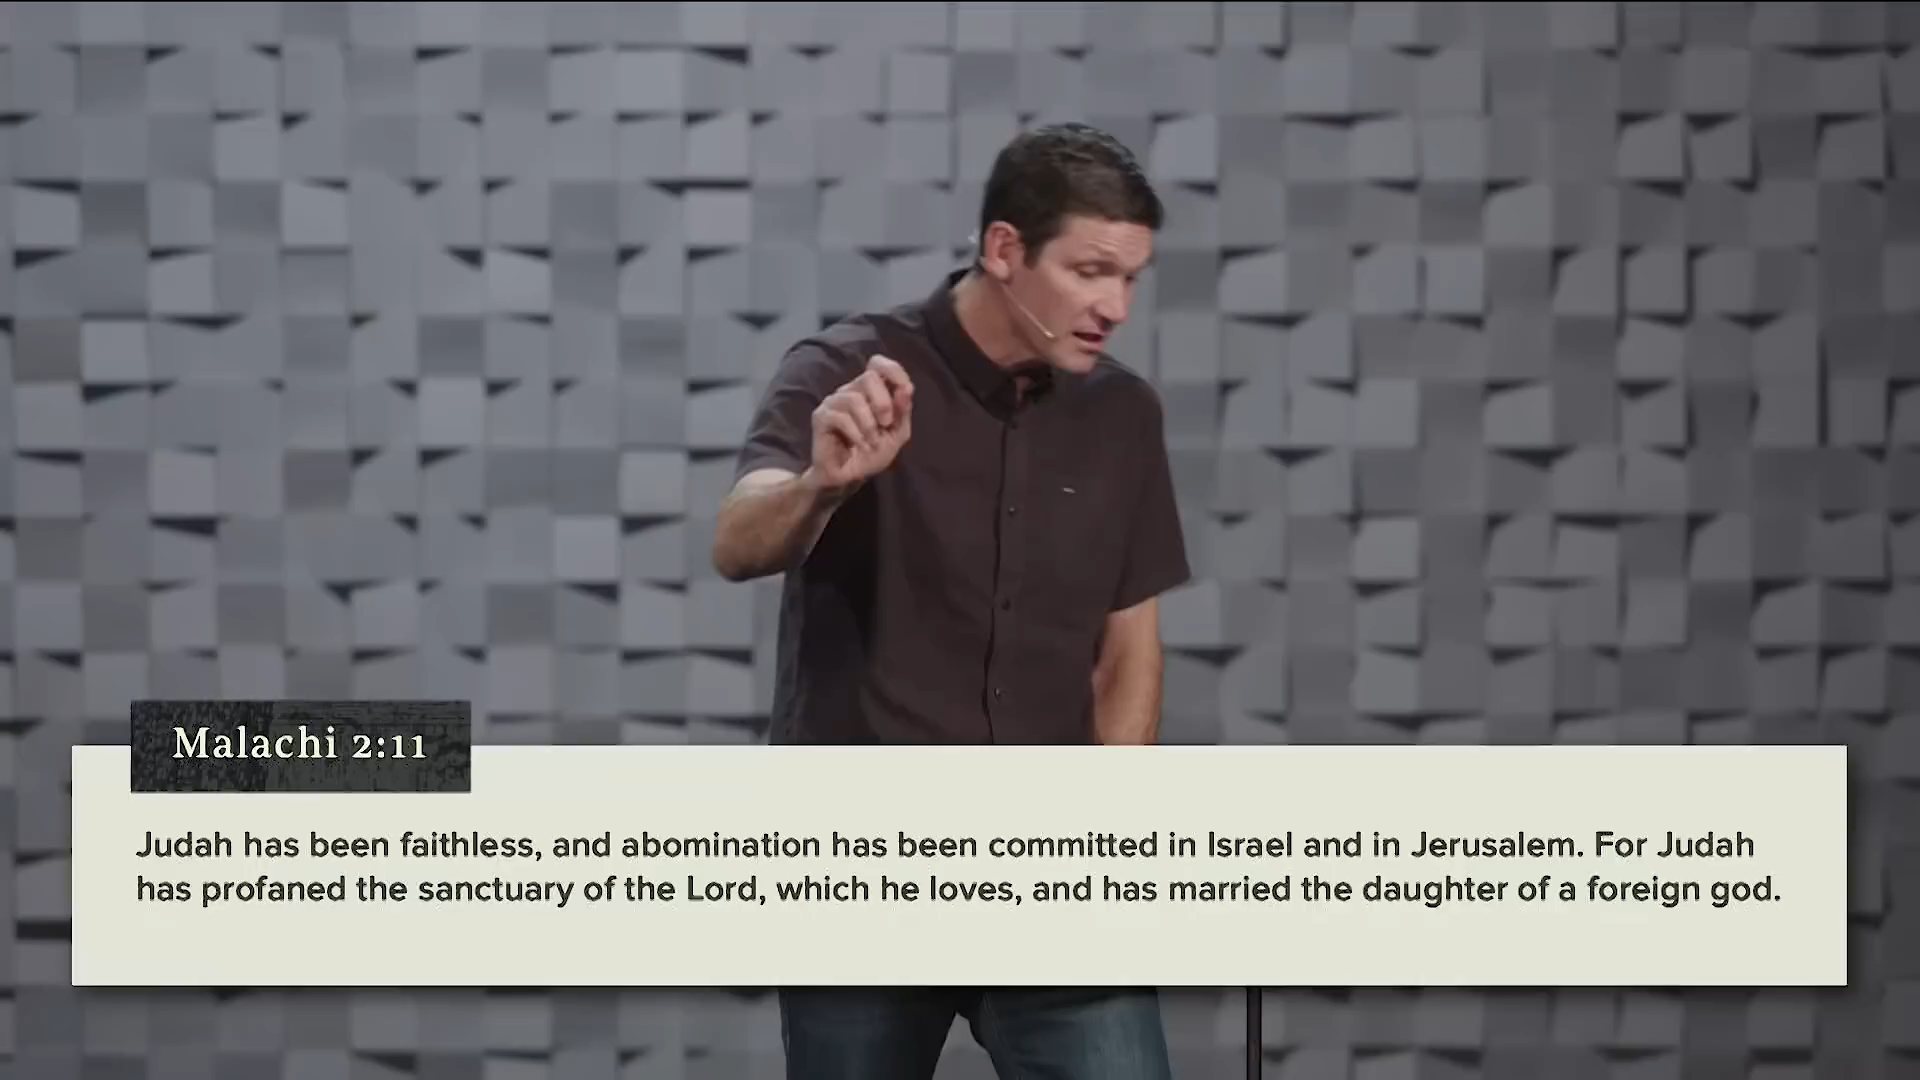 Malachi 2:11
Judah has been faithless, and abomination has been committed in Israel and in Jerusalem. For Judah
has profaned the sanctuary of the Lord, which he loves, and has married the daughter of a foreign god.